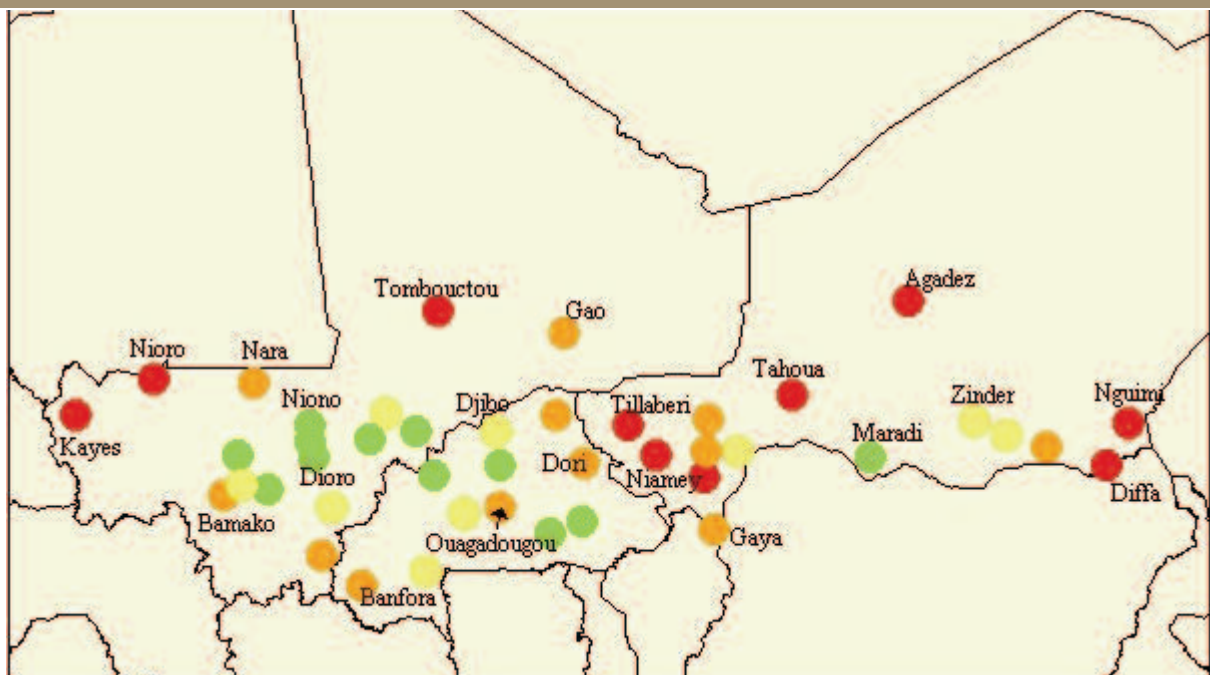 Agadez
Tombouctou
Gao
Nioro
Nara
Tahoua
Niono
Djibo
Tillaberi
Zinder
Nguimi
Kayes
Maradi
Dioro
Dori
Niamey
Diffa
Bamako
Ouagadougou
Gaya
Banfora